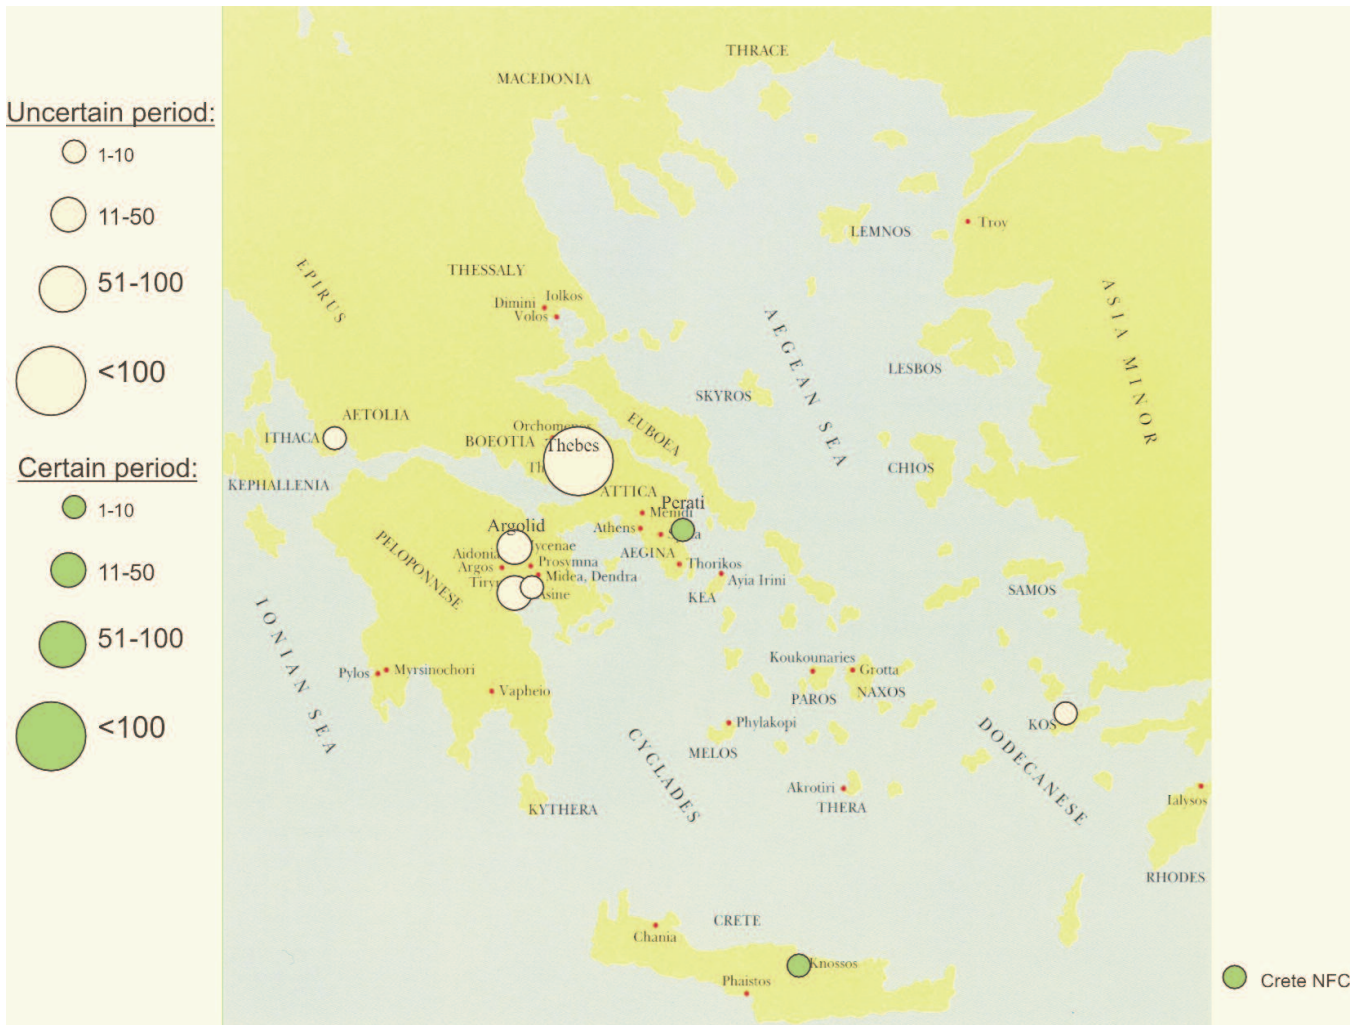 Uncertain period:
1-10
11-50
51-100
<100
Certain period:
1-10
11-50
51-100
<100
THRACE
MACEDONIA
Troy
LEMNOS
THESSALY
EPIRUS
Iolkos
Dimini
Volos
AEGEAN SEA
ASIA MINOR
LESBOS
SKYROS
AETOLIA
EUBOEA
ITHACA
BOEOTIA
Thebes
CHIOS
KEPHALLENIA
ATTICA
Perati
Menidi
Argolid
Athens
AEGINA
Prosymna
Argos
Midea, Dendra
Thorikos
Ayia Irini
KEA
PELOPONNESE
SAMOS
IONIAN SEA
Koukounaries
Grotta
Pylos
Myrsinochori
NAXOS
PAROS
Vapheio
Phylakopi
KOS
MELOS
CYCLADES
DODECANESE
Akrotiri
THERA
KYTHERA
Ialysos
RHODES
CRETE
Chania
Knossos
Phaistos
Crete NFC